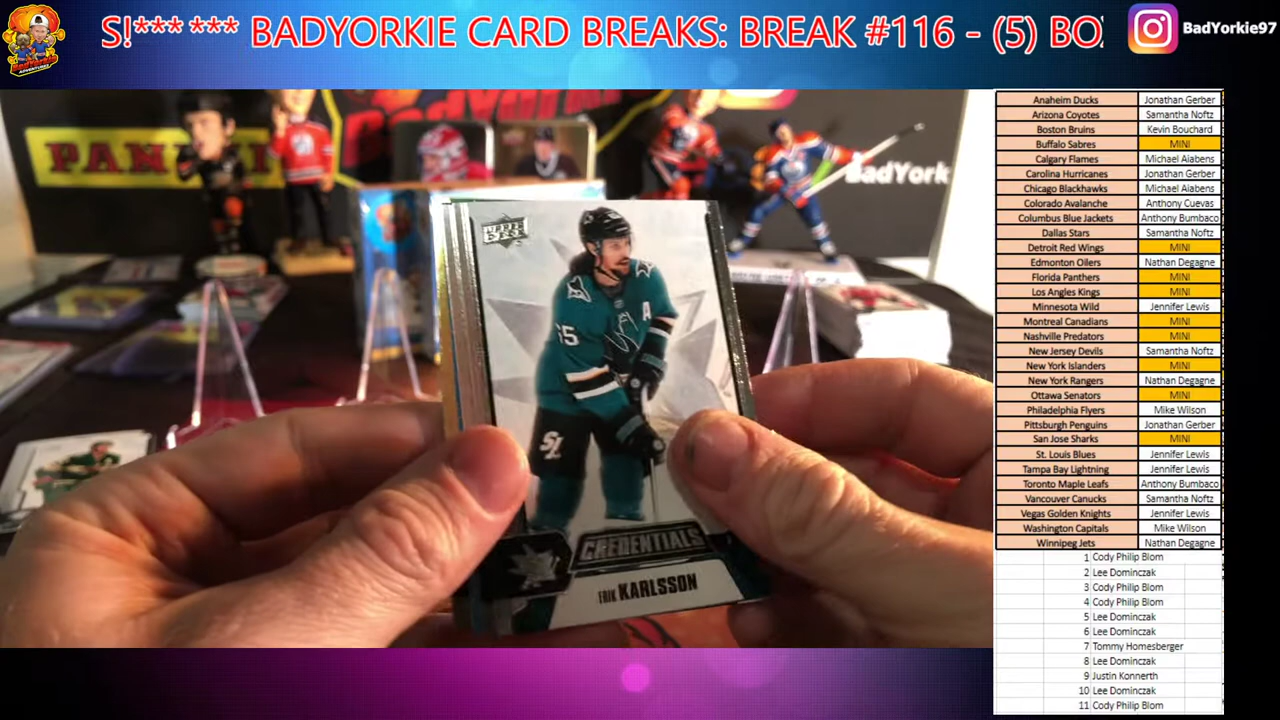 S!*** *** BADYORKIE CARD BREAKS: BREAK #116 - (5) BO
BadYorkie97
BadYorkie
ADVENTURES
PANINI
BadYork
UPPER DECK
A
65
SJ
CREDENTIALS
ERIK KARLSSON
Anaheim Ducks Jonathan Gerber
Arizona Coyotes Samantha Noftz
Boston Bruins Kevin Bouchard
Buffalo Sabres MINI
Calgary Flames Michael Aiabens
Carolina Hurricanes Jonathan Gerber
Chicago Blackhawks Michael Aiabens
Colorado Avalanche Anthony Cuevas
Columbus Blue Jackets Anthony Bumbaco
Dallas Stars Samantha Noftz
Detroit Red Wings MINI
Edmonton Oilers Nathan Degagne
Florida Panthers MINI
Los Angles Kings MINI
Minnesota Wild Jennifer Lewis
Montreal Canadians MINI
Nashville Predators MINI
New Jersey Devils Samantha Noftz
New York Islanders MINI
New York Rangers Nathan Degagne
Ottawa Senators MINI
Philadelphia Flyers Mike Wilson
Pittsburgh Penguins Jonathan Gerber
San Jose Sharks MINI
St. Louis Blues Jennifer Lewis
Tampa Bay Lightning Jennifer Lewis
Toronto Maple Leafs Anthony Bumbaco
Vancouver Canucks Samantha Noftz
Vegas Golden Knights Jennifer Lewis
Washington Capitals Mike Wilson
Winnipeg Jets Nathan Degagne
1 Cody Philip Blom
2 Lee Dominczak
3 Cody Philip Blom
4 Cody Philip Blom
5 Lee Dominczak
6 Lee Dominczak
7 Tommy Homesberger
8 Lee Dominczak
9 Justin Konnerth
10 Lee Dominczak
11 Cody Philip Blom